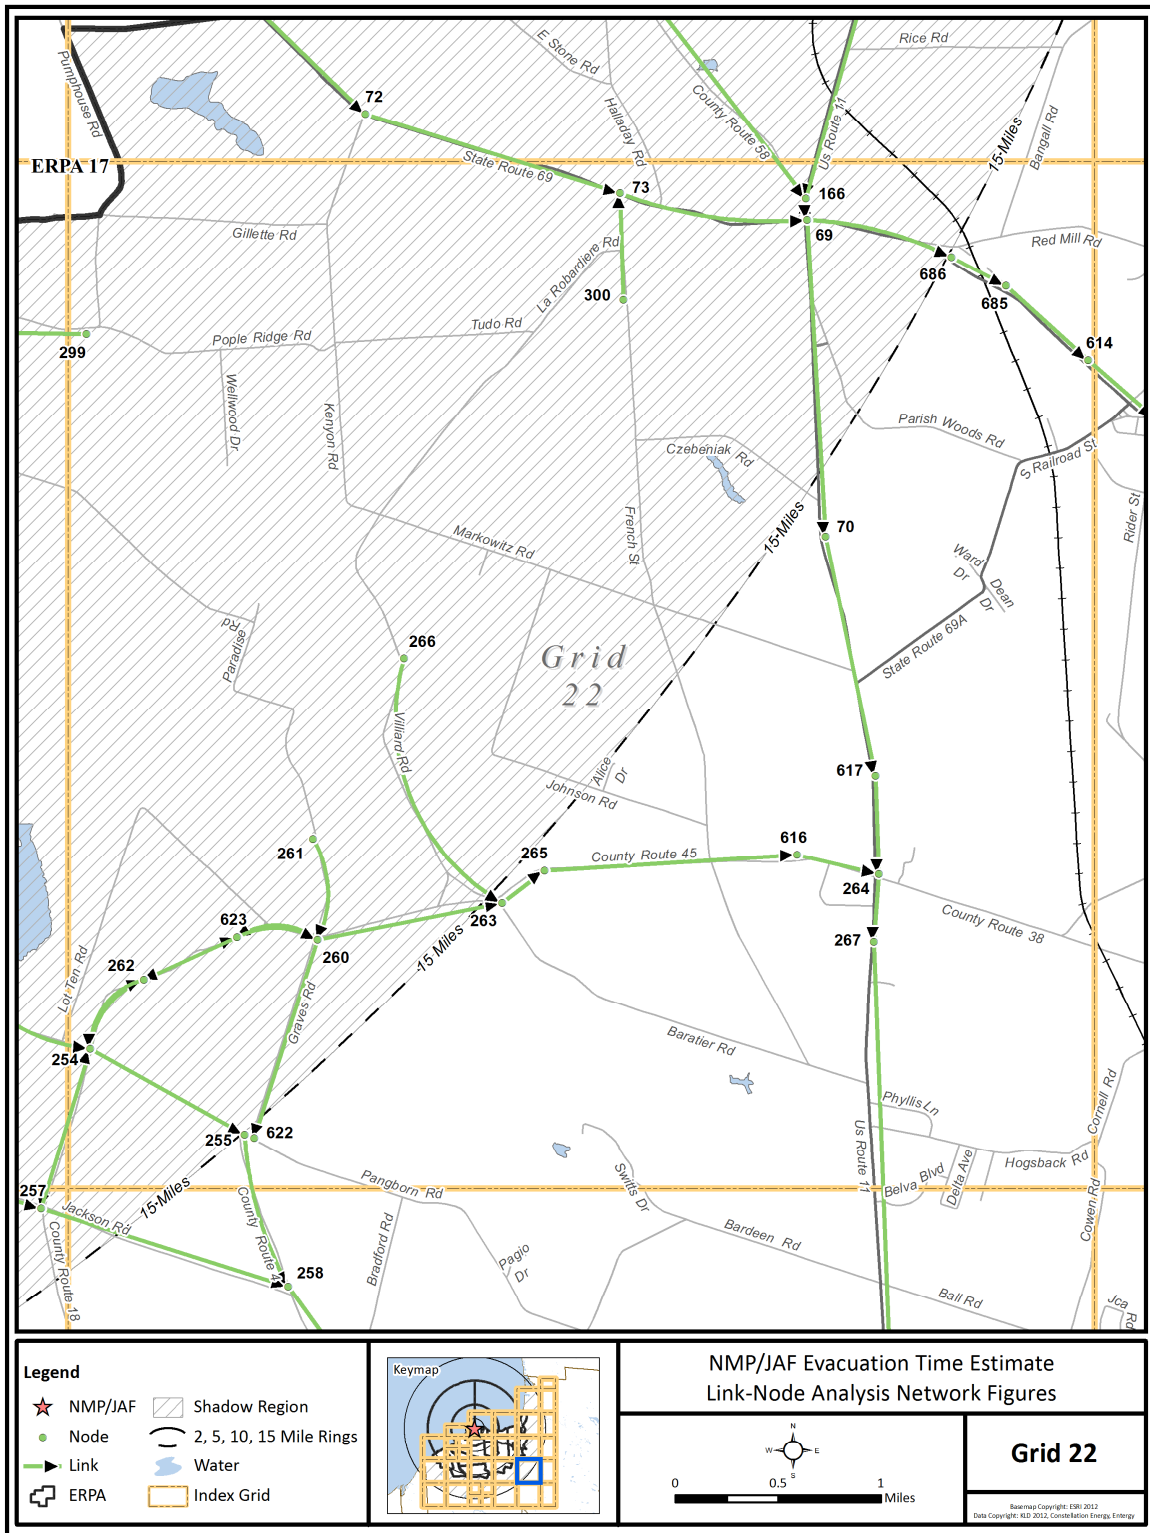 Rice Rd
E Stone Rd
Pumphouse Rd
72
County Route 58
Halladay Rd
Us Route 11
15-Miles
Bangall Rd
ERPA 17
State Route 69
73
166
Gillette Rd
69
Red Mill Rd
La Robardiere Rd
686
300
685
Tudo Rd
Pople Ridge Rd
299
614
Wellwood Dr
Kenyon Rd
Parish Woods Rd
Czebeniak Rd
S Railroad St
Rider St
French St
15-Miles
70
Markowitz Rd
Ward Dr
Dean Dr
Paradise Rd
266
Grid
22
State Route 69A
Villiard Rd
617
Alice Dr
Johnson Rd
616
261
265
County Route 45
264
623
263
County Route 38
267
260
15 Miles
262
Lot Ten Rd
Graves Rd
254
Baratier Rd
Cornell Rd
Phyllis Ln
255
622
Us Route 11
Hogsback Rd
Belva Blvd
Delta Ave
257
15-Miles
Pangborn Rd
Switts Dr
Jackson Rd
County Route 4
Cowen Rd
County Route 18
Bradford Rd
Bardeen Rd
258
Pagio Dr
Ball Rd
Jca Rd
Legend
NMP/JAF
Shadow Region
Node
2, 5, 10, 15 Mile Rings
Link
Water
ERPA
Index Grid
Keymap
NMP/JAF Evacuation Time Estimate
Link-Node Analysis Network Figures
N
W E
S
0 0.5 1
Miles
Grid 22
Basemap Copyright: ESRI 2012
Data Copyright: KLD 2012, Constellation Energy, Entergy